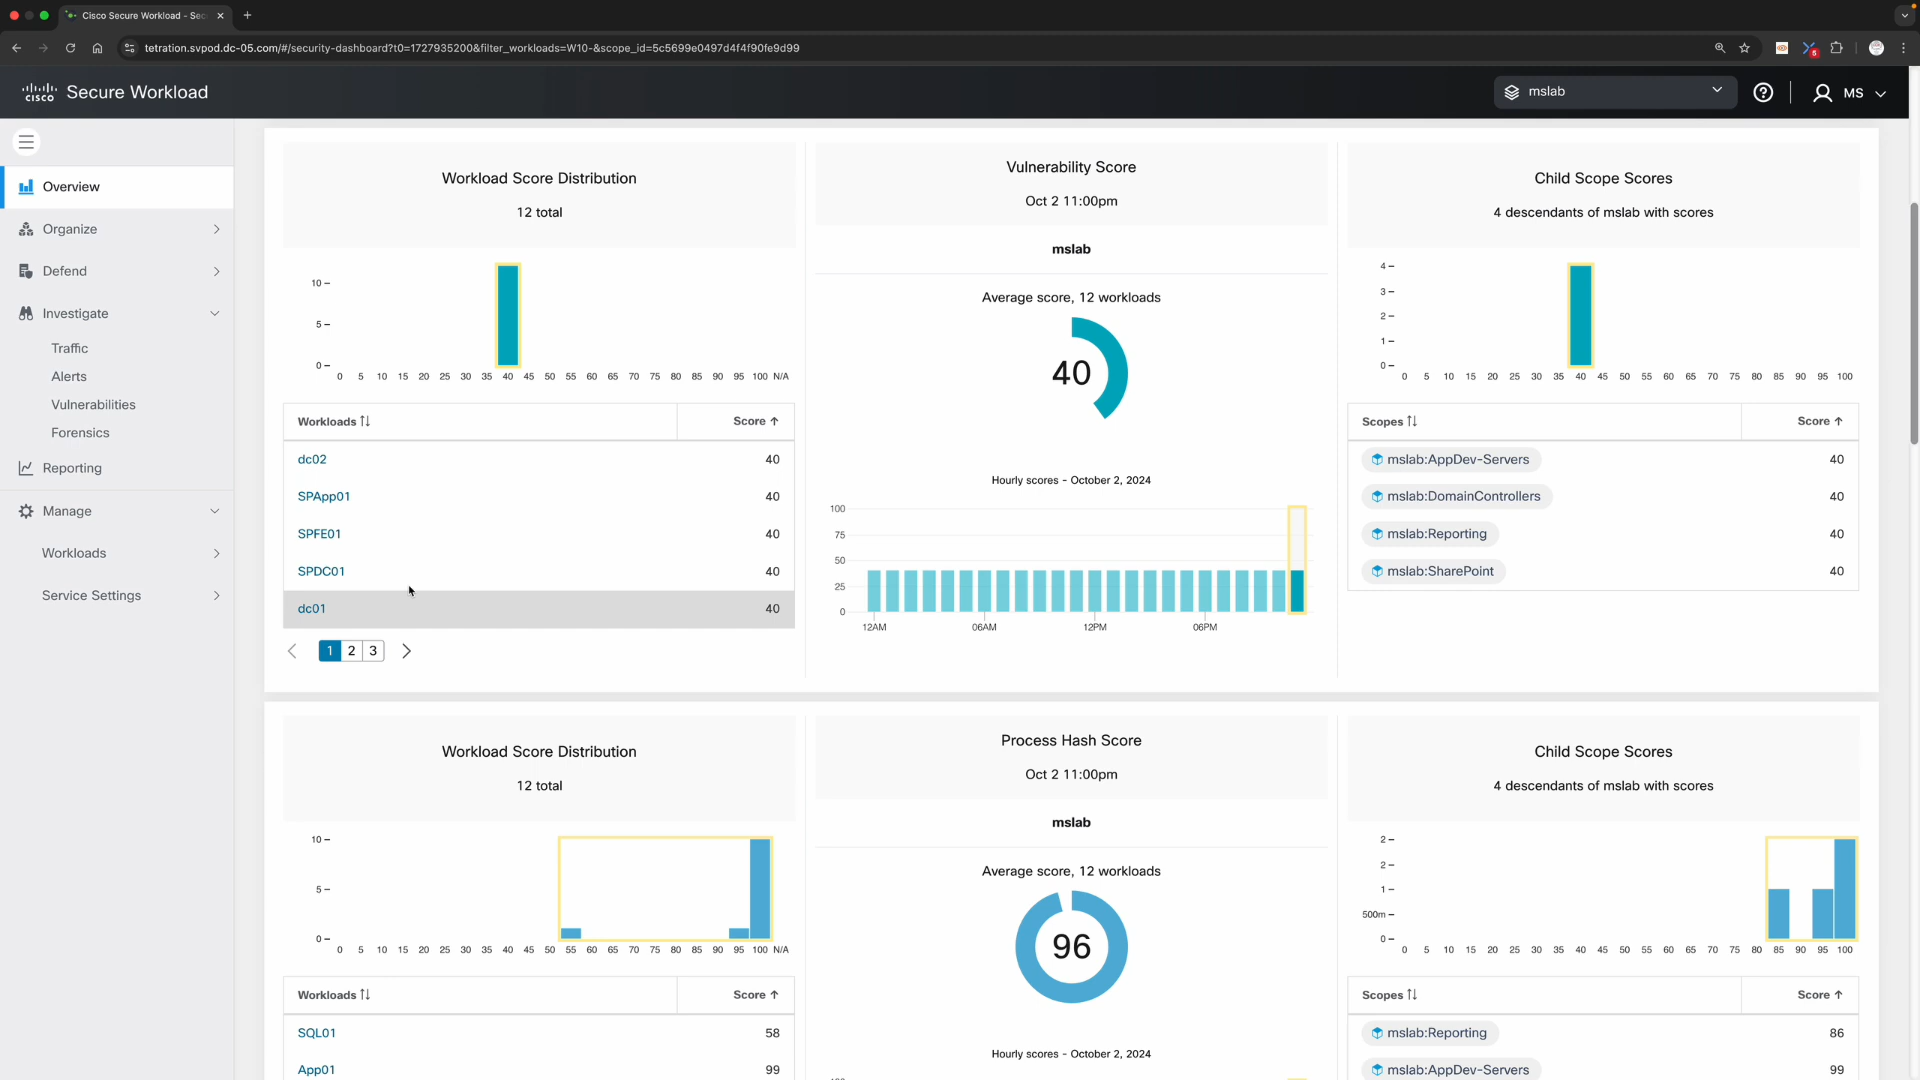 Cisco Secure Workload - Sec
tetration.svpod.dc-05.com/#/security-dashboard?t0=1727935200&filter_workloads=W10-&scope_id=5c5699e0497d4f4f90fe9d99
6
CISCO
Secure Workload
mslab
MS
Overview
Organize
Defend
Investigate
Traffic
Alerts
Vulnerabilities
Forensics
Reporting
Manage
Workloads
Service Settings
Workload Score Distribution
12 total
10
5
0
0 5 10 15 20 25 30 35 40 45 50 55 60 65 70 75 80 85 90 95 100 N/A
Workloads Score
dc02 40
SPApp01 40
SPFE01 40
SPDC01 40
dc01 40
1 2 3
Vulnerability Score
Oct 2 11:00pm
mslab
Average score, 12 workloads
40
Hourly scores - October 2, 2024
100
75
50
25
0
12AM 06AM 12PM 06PM
Child Scope Scores
4 descendants of mslab with scores
4
3
2
1
0
0 5 10 15 20 25 30 35 40 45 50 55 60 65 70 75 80 85 90 95 100
Scopes Score
mslab:AppDev-Servers 40
mslab:DomainControllers 40
mslab:Reporting 40
mslab:SharePoint 40
Workload Score Distribution
12 total
10
5
0
0 5 10 15 20 25 30 35 40 45 50 55 60 65 70 75 80 85 90 95 100 N/A
Workloads Score
SQL01 58
App01 99
Process Hash Score
Oct 2 11:00pm
mslab
Average score, 12 workloads
96
Hourly scores - October 2, 2024
Child Scope Scores
4 descendants of mslab with scores
2
2
1
500m
0
0 5 10 15 20 25 30 35 40 45 50 55 60 65 70 75 80 85 90 95 100
Scopes Score
mslab:Reporting 86
mslab:AppDev-Servers 99